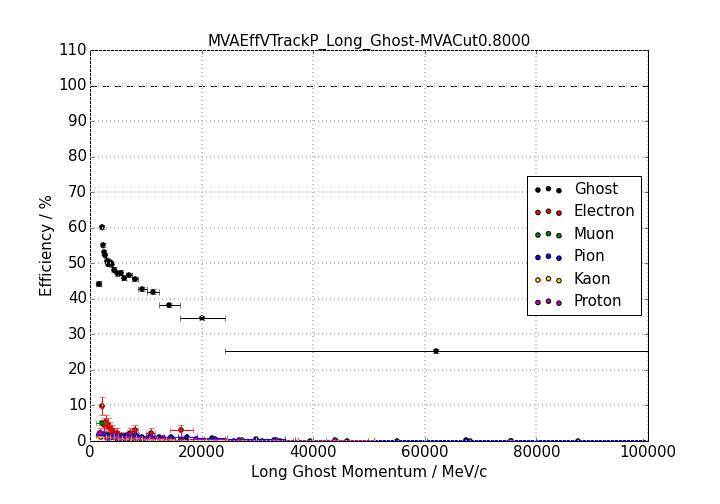 MVAEffVTrackP_Long_Ghost-MVACut0.8000
110
100
90
80
70
60
50
40
30
20
10
0
Efficiency / %
Ghost
Electron
Muon
Pion
Kaon
Proton
0 20000 40000 60000 80000 100000
Long Ghost Momentum / MeV/c